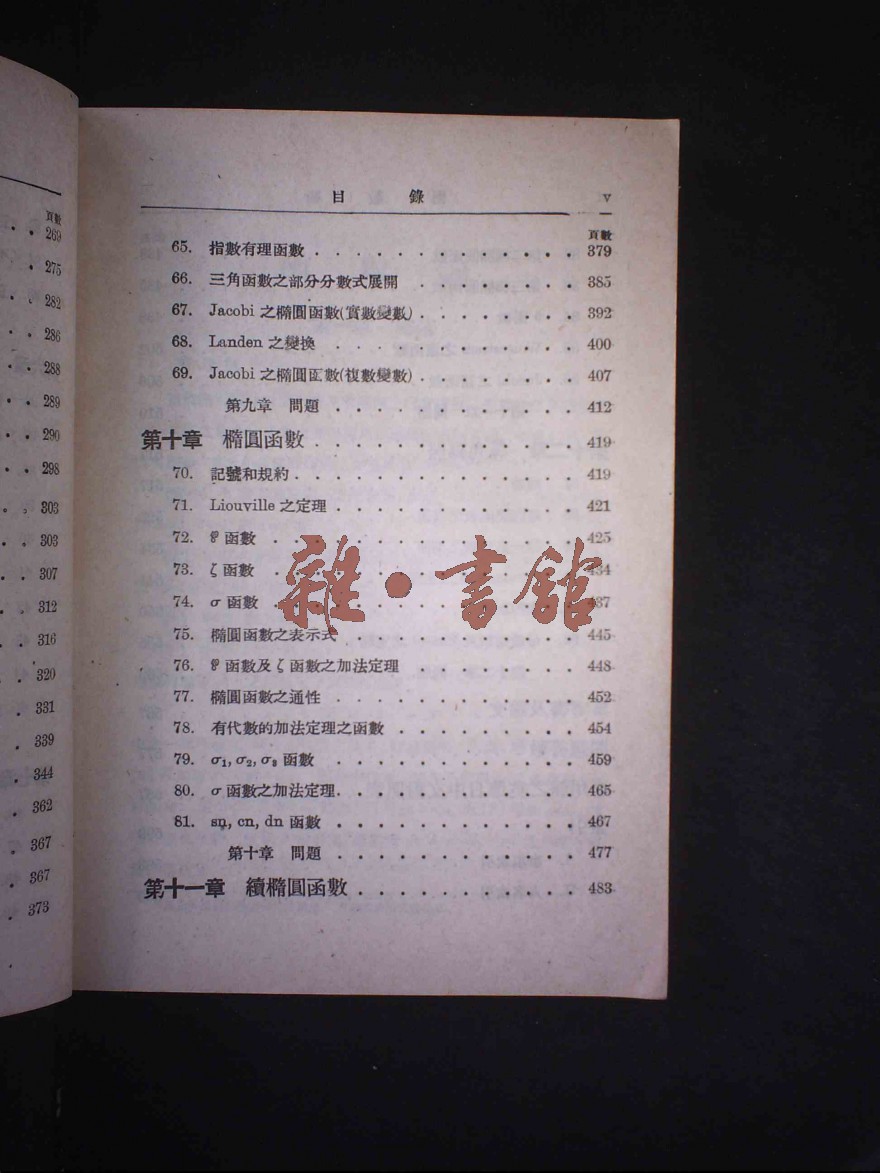 頁數
269
275
282
286
288
289
290
298
303
303
307
312
316
320
331
339
344
362
367
367
373
目 錄 v
頁數
65. 指數有理函數 . . . . . . . . . . . . . . 379
66. 三角函數之部分分數式展開 . . . . . . . . 385
67. Jacobi 之橢圓函數(實數變數) . . . . . . . . 392
68. Landen 之變換 . . . . . . . . . . . . 400
69. Jacobi 之橢圓函數(複數變數) . . . . . . . . 407
第九章 問題 . . . . . . . . . . . . 412
第十章 橢圓函數 . . . . . . . . . . . . . 419
70. 記號和規約 . . . . . . . . . . . . . . 419
71. Liouville 之定理 . . . . . . . . . . . . 421
72. ℘ 函數 . . . . . . . . . . . . . . . 425
73. ζ 函數 . . . . . . . . . . . . . . . 434
74. σ 函數 . . . . . . . . . . . . . . . 437
75. 橢圓函數之表示式 . . . . . . . . . . . 445
76. ℘ 函數及 ζ 函數之加法定理 . . . . . . . . 448
77. 橢圓函數之通性 . . . . . . . . . . . . 452
78. 有代數的加法定理之函數 . . . . . . . . . 454
79. σ₁, σ₂, σ₃ 函數 . . . . . . . . . . . . 459
80. σ 函數之加法定理 . . . . . . . . . . . . 465
81. sn, cn, dn 函數 . . . . . . . . . . . . 467
第十章 問題 . . . . . . . . . . . . 477
第十一章 續橢圓函數 . . . . . . . . . . . 483
雜·書館